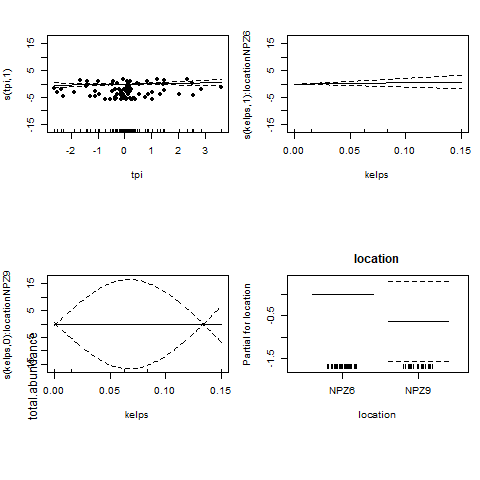 s(tpi,1)
15
5
-5
-15
-2
-1
0
1
2
3
tpi
s(kelps,1):locationNPZ6
15
5
-5
-15
0.00
0.05
0.10
0.15
kelps
s(kelps,0):locationNPZ9
total.abundance
15
5
-5
-15
0.00
0.05
0.10
0.15
kelps
location
Partial for location
-0.5
-1.5
NPZ6
NPZ9
location